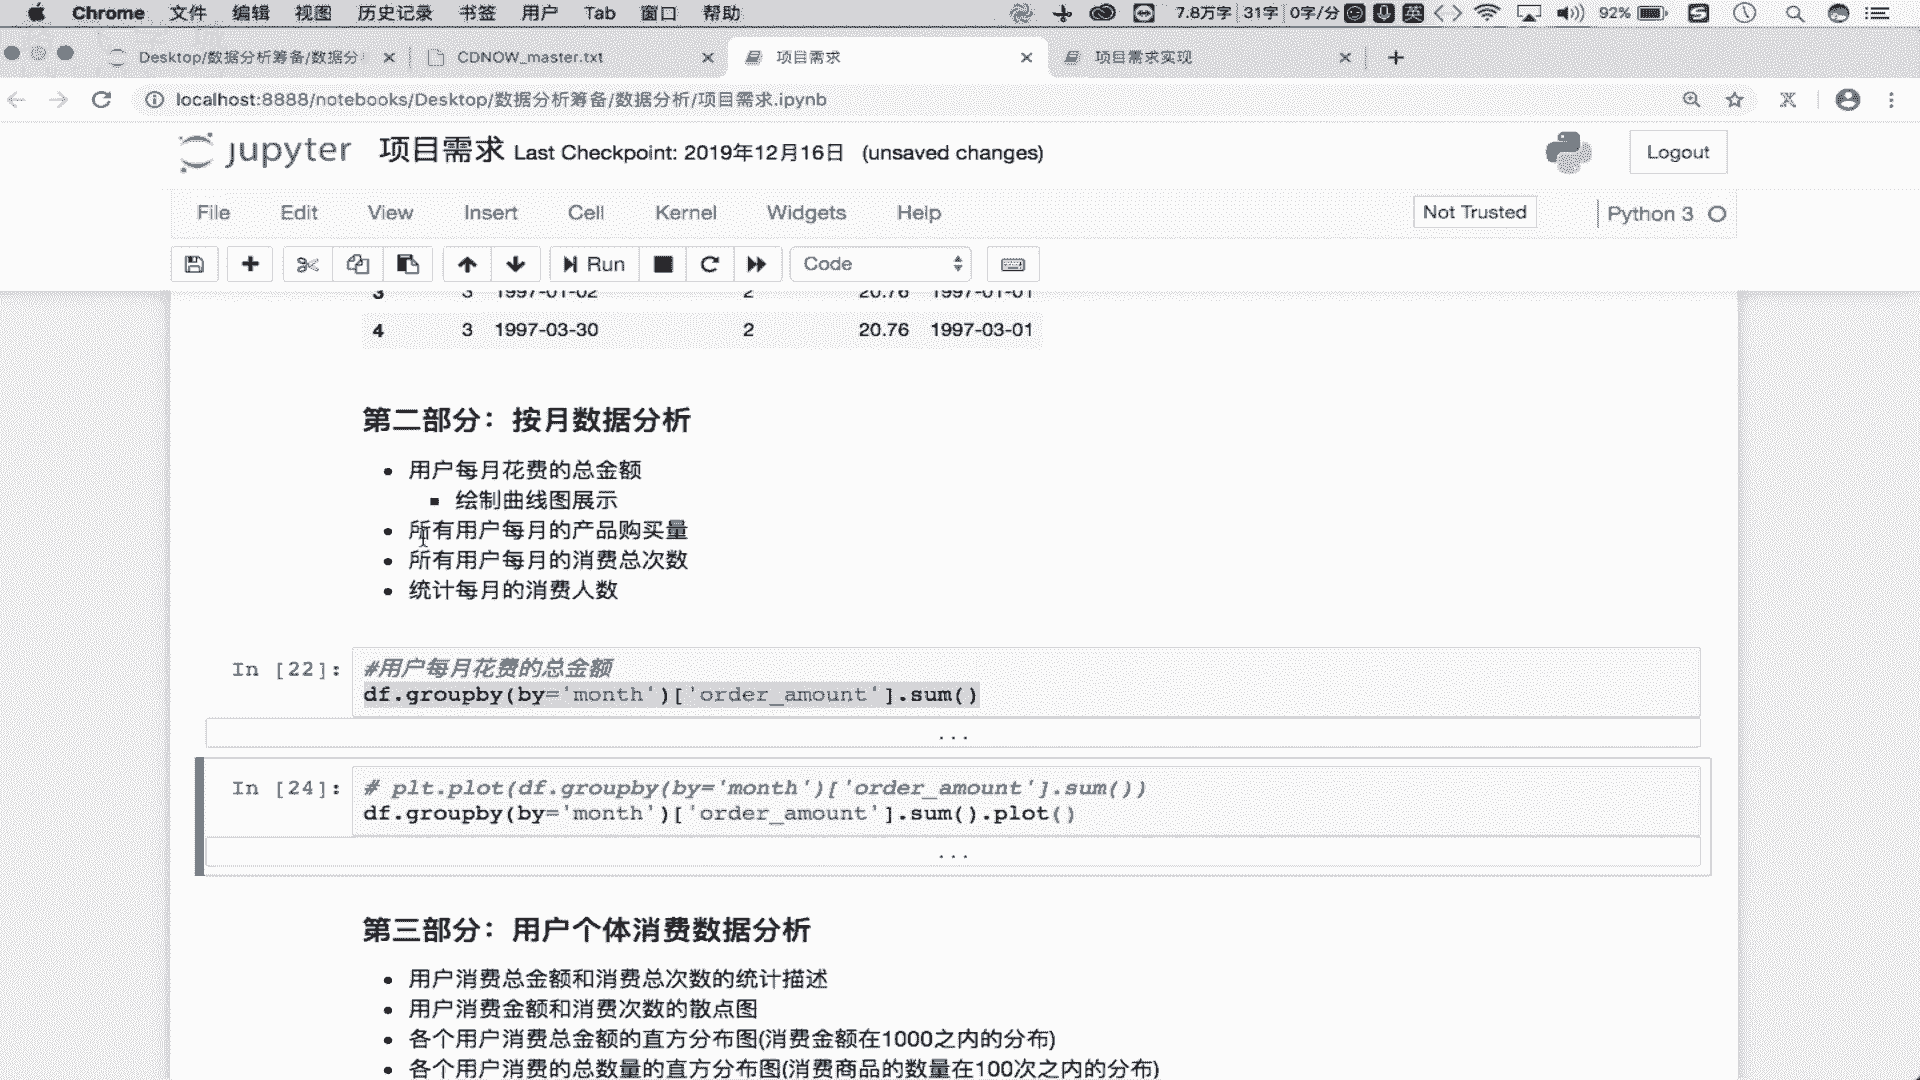 Chrome 文件 编辑 视图 历史记录 书签 用户 Tab 窗口 帮助 7.8万字 31字 0字/分 英 92%
Desktop/数据分析筹备/数据分 CDNOW_master.txt 项目需求 项目需求实现
localhost:8888/notebooks/Desktop/数据分析筹备/数据分析/项目需求.ipynb
jupyter 项目需求 Last Checkpoint: 2019年12月16日 (unsaved changes) Logout
File Edit View Insert Cell Kernel Widgets Help Not Trusted Python 3
Run Code
3 3 1997-01-02 2 20.76 1997-01-01
4 3 1997-03-30 2 20.76 1997-03-01
第二部分：按月数据分析
用户每月花费的总金额
绘制曲线图展示
所有用户每月的产品购买量
所有用户每月的消费总次数
统计每月的消费人数
In [22]: #用户每月花费的总金额
df.groupby(by='month')['order_amount'].sum()
...
In [24]: # plt.plot(df.groupby(by='month')['order_amount'].sum())
df.groupby(by='month')['order_amount'].sum().plot()
...
第三部分：用户个体消费数据分析
用户消费总金额和消费总次数的统计描述
用户消费金额和消费次数的散点图
各个用户消费总金额的直方分布图(消费金额在1000之内的分布)
各个用户消费的总数量的直方分布图(消费商品的数量在100次之内的分布)